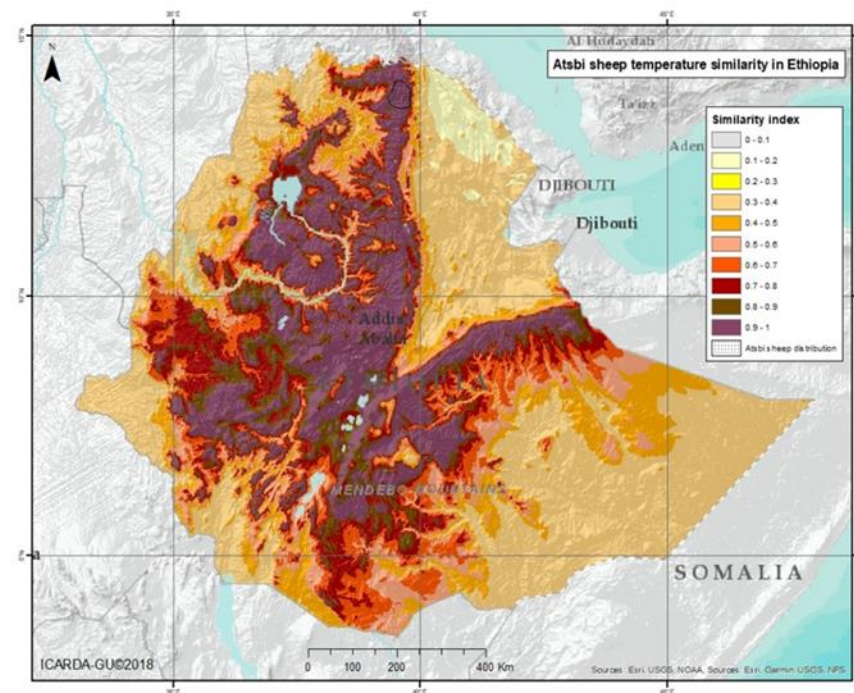 Al Hudaydah
N
Atsbi sheep temperature similarity in Ethiopia
Ta'izz
Similarity index
0 - 0.1
0.1 - 0.2
Aden
0.2 - 0.3
0.3 - 0.4
DJIBOUTI
0.4 - 0.5
Djibouti
0.5 - 0.6
0.6 - 0.7
0.7 - 0.8
0.8 - 0.9
0.9 - 1
Atsbi sheep distribution
Addis
Ababa
MENDEBO MOUNTAINS
SOMALIA
ICARDA-GU©2018
0 100 200 400 Km
Sources: Esri, USGS, NOAA, Sources: Esri, Garmin, USGS, NPS